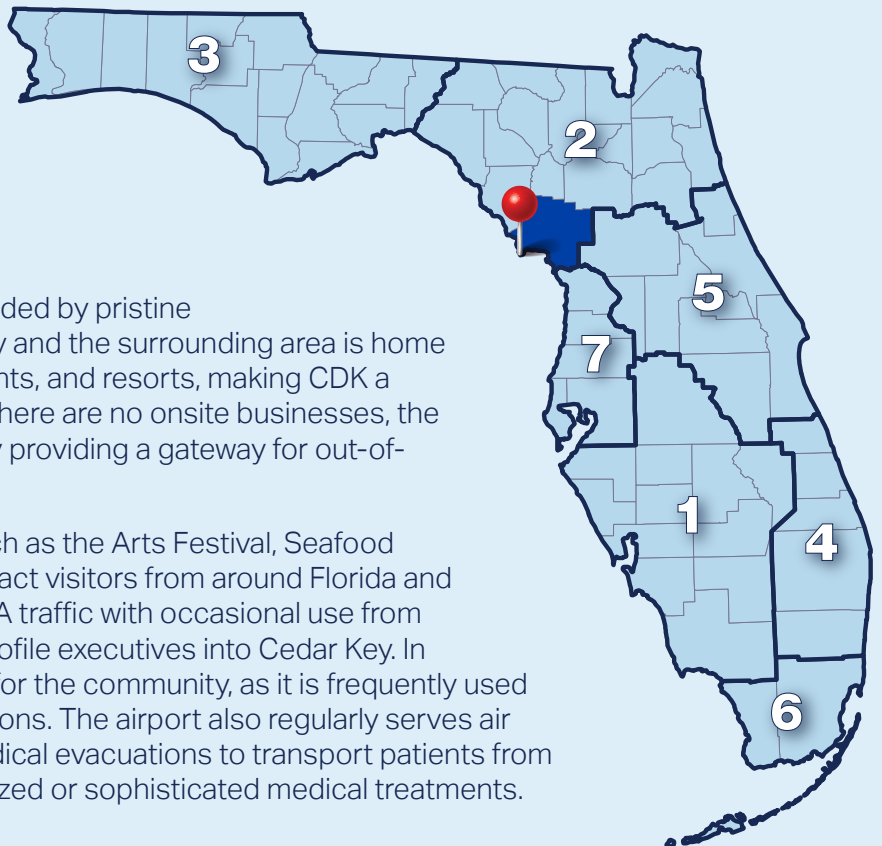 3
2
5
7
1
4
6
ded by pristine
y and the surrounding area is home
nts, and resorts, making CDK a
here are no onsite businesses, the
y providing a gateway for out-of-
ch as the Arts Festival, Seafood
act visitors from around Florida and
A traffic with occasional use from
ofile executives into Cedar Key. In
for the community, as it is frequently used
ons. The airport also regularly serves air
dical evacuations to transport patients from
zed or sophisticated medical treatments.